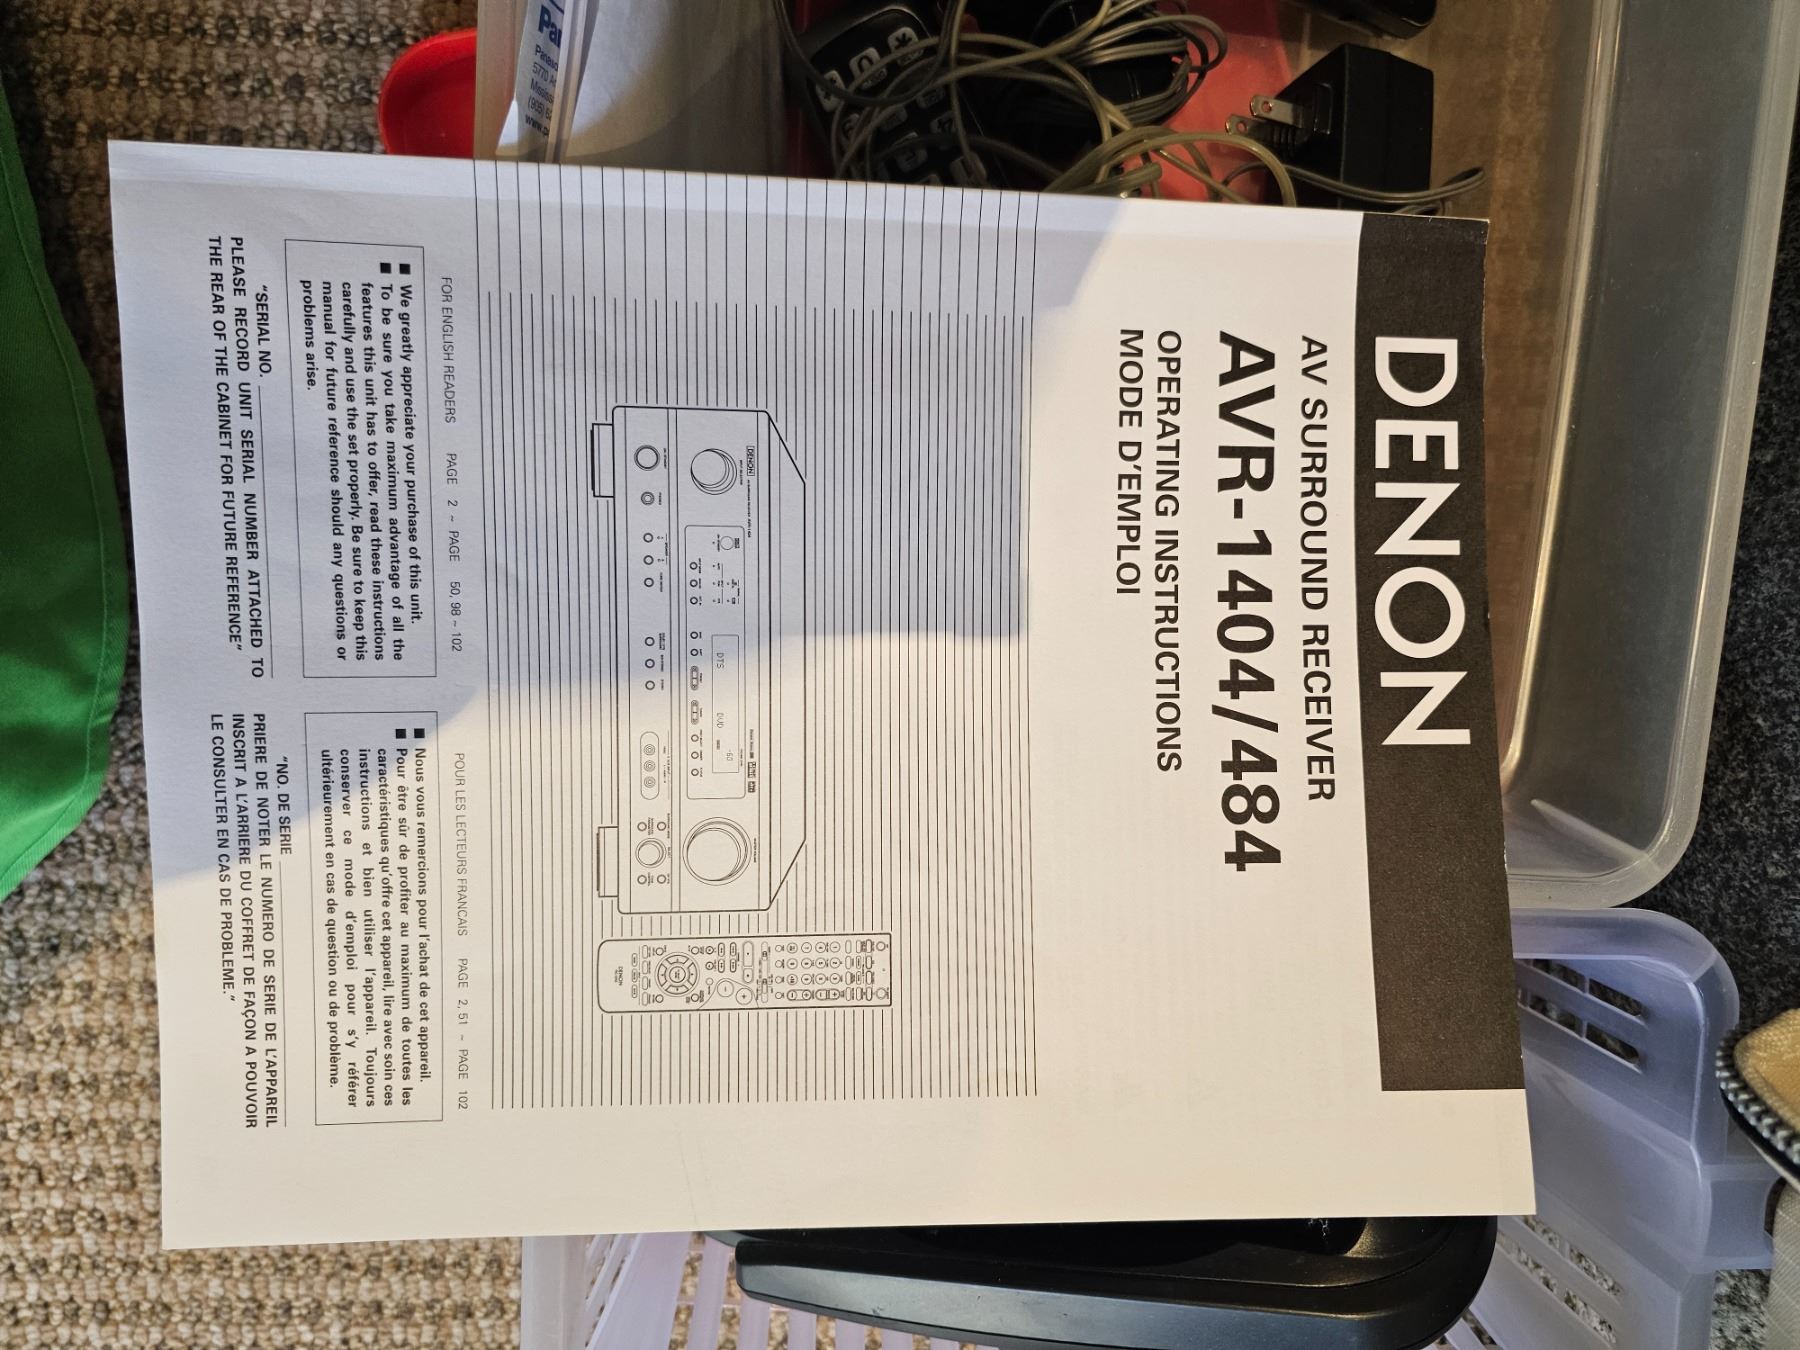 DENON
AV SURROUND RECEIVER
AVR-1404/484
OPERATING INSTRUCTIONS
MODE D'EMPLOI
DENON
DTS
DVD
-60
DENON
FOR ENGLISH READERS PAGE 2 ~ PAGE 50, 98 ~ 102
POUR LES LECTEURS FRANCAIS PAGE 2, 51 ~ PAGE 102
■ We greatly appreciate your purchase of this unit.
■ To be sure you take maximum advantage of all the
features this unit has to offer, read these instructions
carefully and use the set properly. Be sure to keep this
manual for future reference should any questions or
problems arise.
■ Nous vous remercions pour l'achat de cet appareil.
■ Pour être sûr de profiter au maximum de toutes les
caractéristiques qu'offre cet appareil, lire avec soin ces
instructions et bien utiliser l'appareil. Toujours
conserver ce mode d'emploi pour s'y référer
ultérieurement en cas de question ou de problème.
"SERIAL NO.
PLEASE RECORD UNIT SERIAL NUMBER ATTACHED TO
THE REAR OF THE CABINET FOR FUTURE REFERENCE"
"NO. DE SERIE
PRIERE DE NOTER LE NUMERO DE SERIE DE L'APPAREIL
INSCRIT A L'ARRIERE DU COFFRET DE FAÇON A POUVOIR
LE CONSULTER EN CAS DE PROBLEME."
5770
(905)